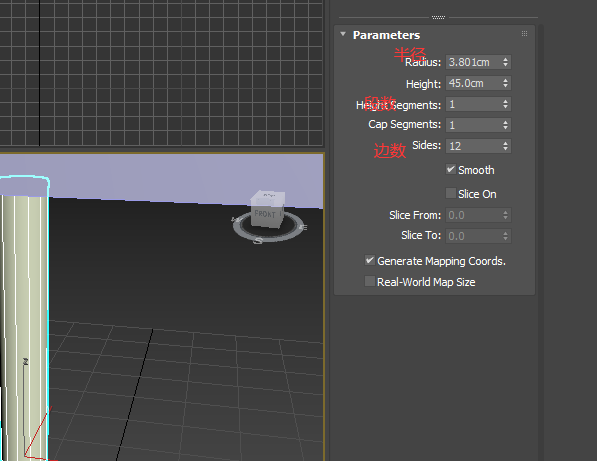 Parameters
半径
Radius: 3.801cm
Height: 45.0cm
段数
Height Segments: 1
Cap Segments: 1
边数
Sides: 12
Smooth
Slice On
Slice From: 0.0
Slice To: 0.0
Generate Mapping Coords.
Real-World Map Size
FRONT
S